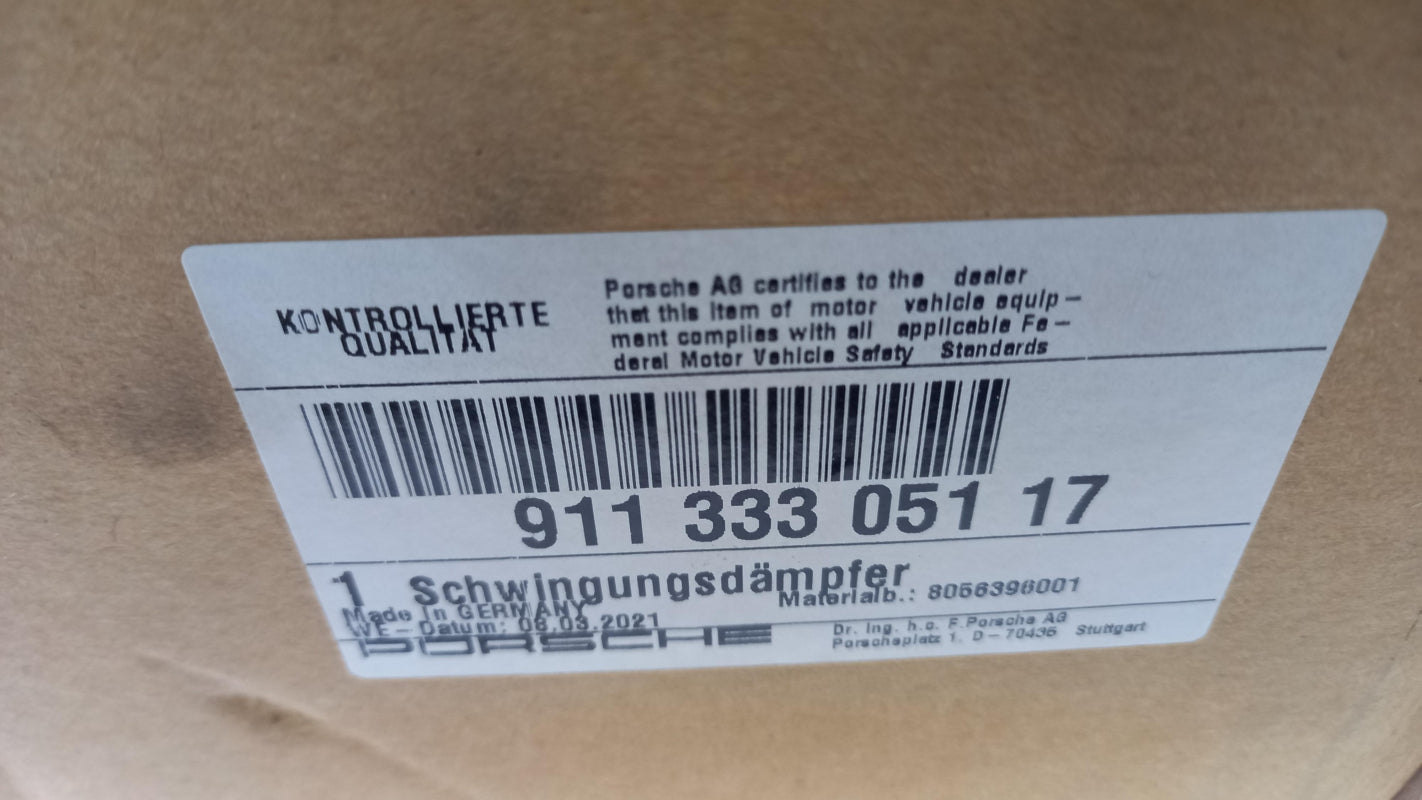 KONTROLLIERTE
QUALITÄT
Porsche AG certifies to the dealer
that this item of motor vehicle equip-
ment complies with all applicable Fe-
deral Motor Vehicle Safety Standards
911 333 051 17
1 Schwingungsdämpfer
Materialb.: 8056396001
Made in GERMANY
WE-Datum: 08.03.2021
PORSCHE
Dr. Ing. h.c. F.Porsche AG
Porscheplatz 1, D-70435 Stuttgart